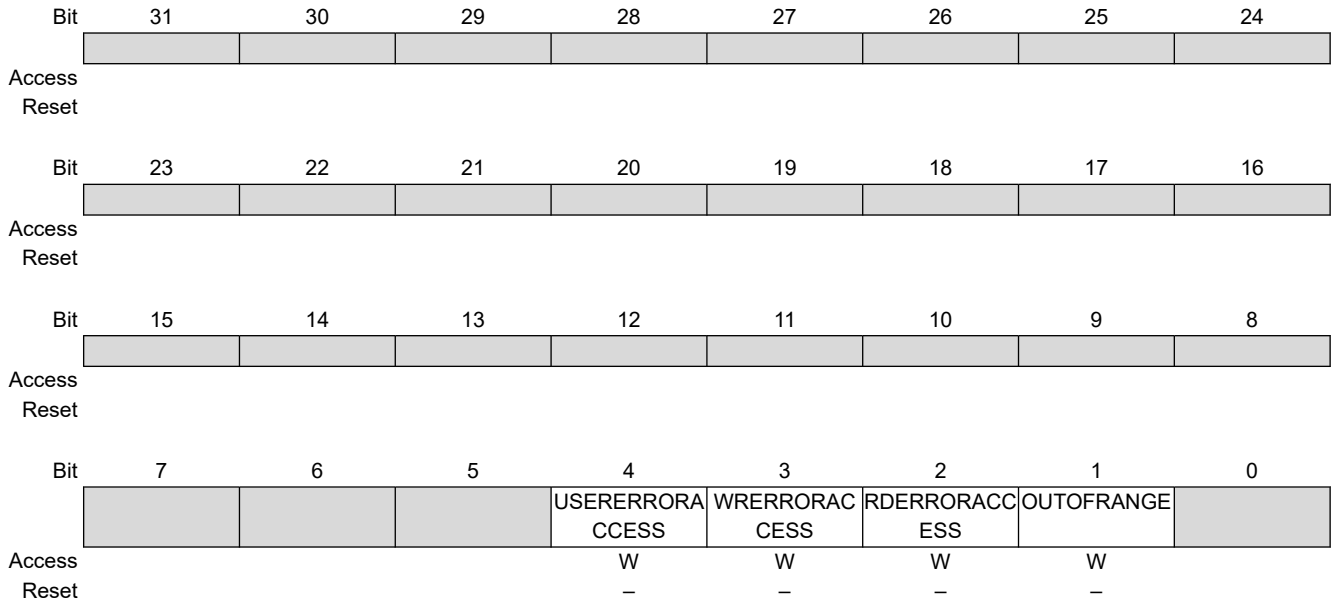 Bit 31 30 29 28 27 26 25 24
Access
Reset
Bit 23 22 21 20 19 18 17 16
Access
Reset
Bit 15 14 13 12 11 10 9 8
Access
Reset
Bit 7 6 5 4 3 2 1 0
USERERRORA WRERRORAC RDERRORACC OUTOFRANGE
CCESS CESS ESS
Access W W W W
Reset – – – –